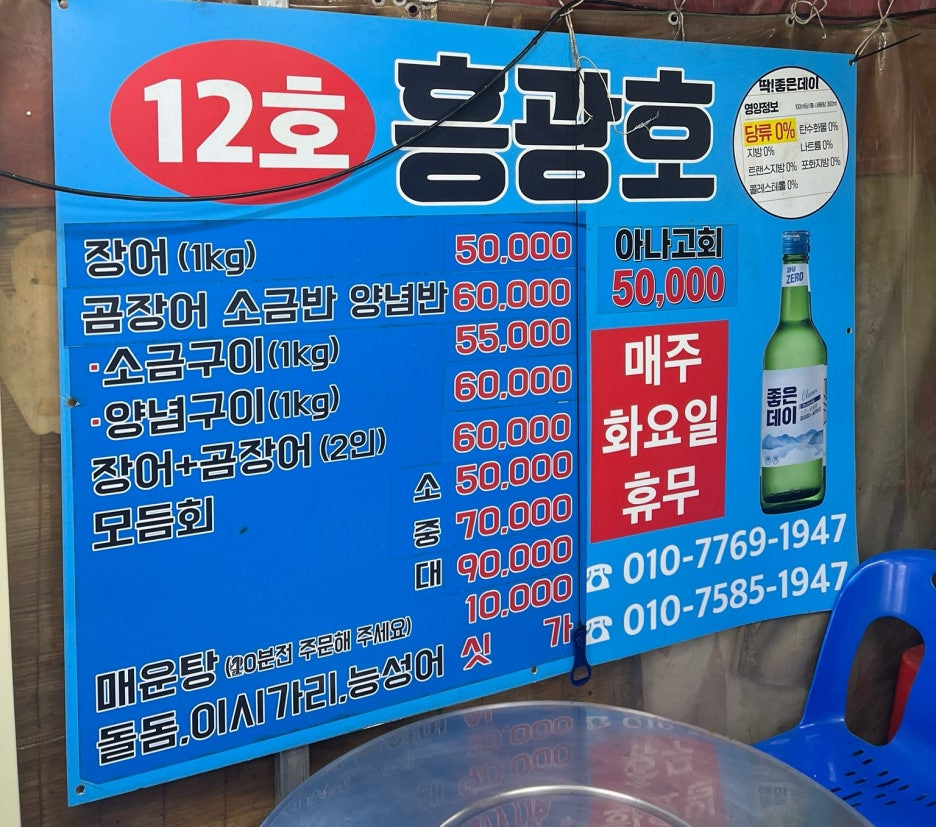 12호 흥광호
장어 (1kg) 50,000
곰장어 소금반 양념반 60,000
·소금구이(1kg) 55,000
·양념구이(1kg) 60,000
장어+곰장어 (2인) 60,000
모듬회 소 50,000
중 70,000
대 90,000
매운탕 (20분전 주문해 주세요) 10,000
돌돔,이시가리,능성어 싯 가
아나고회
50,000
매주
화요일
휴무
☎ 010-7769-1947
☎ 010-7585-1947
딱!좋은데이
영양정보
당류 0% 탄수화물 0%
지방 0% 나트륨 0%
트랜스지방 0% 포화지방 0%
콜레스테롤 0%
ZERO
좋은
데이